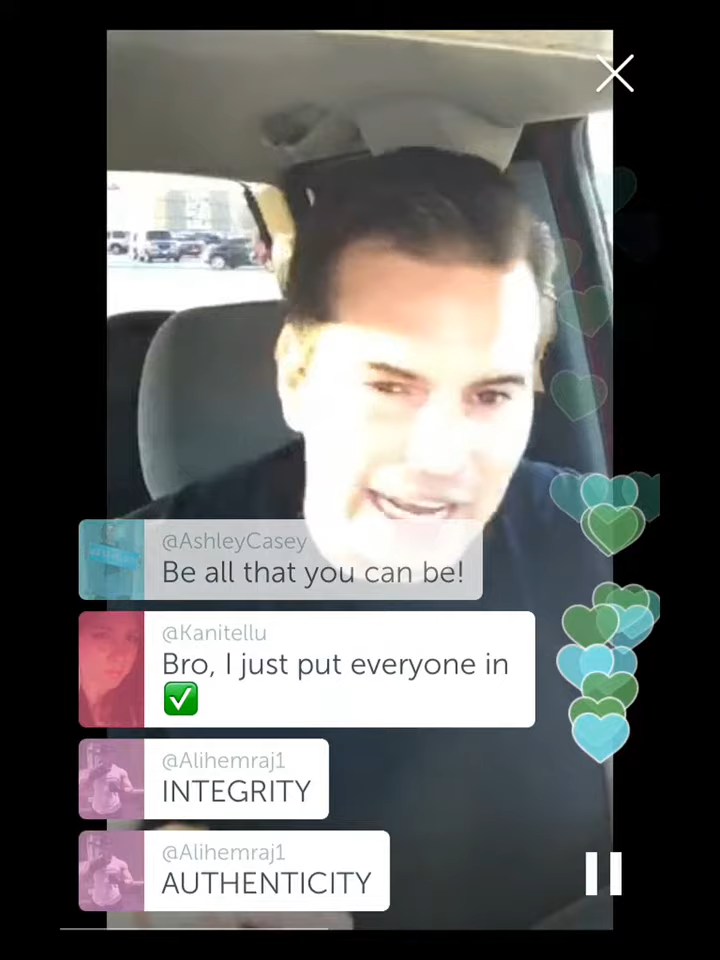 @AshleyCasey
Be all that you can be!
@Kanitellu
Bro, I just put everyone in
✅
@Alihemraj1
INTEGRITY
@Alihemraj1
AUTHENTICITY